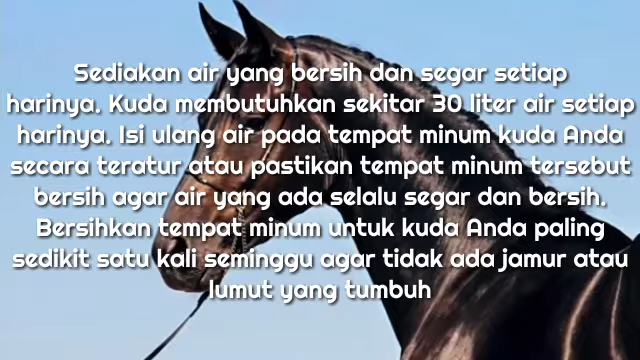 Sediakan air yang bersih dan segar setiap
harinya. Kuda membutuhkan sekitar 30 liter air setiap
harinya. Isi ulang air pada tempat minum kuda Anda
secara teratur atau pastikan tempat minum tersebut
bersih agar air yang ada selalu segar dan bersih.
Bersihkan tempat minum untuk kuda Anda paling
sedikit satu kali seminggu agar tidak ada jamur atau
lumut yang tumbuh